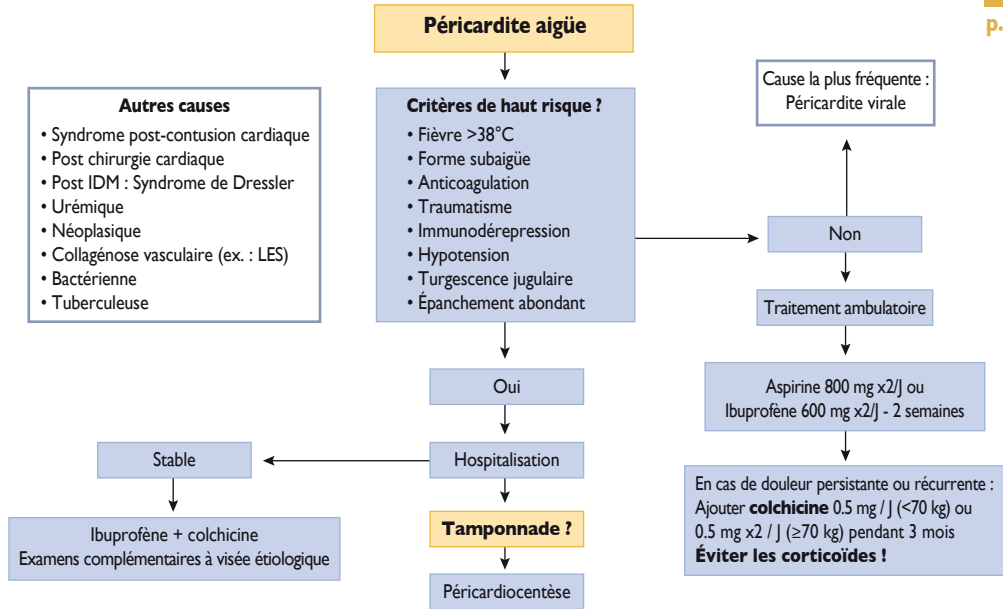 p.
Péricardite aigüe
Autres causes
• Syndrome post-contusion cardiaque
• Post chirurgie cardiaque
• Post IDM : Syndrome de Dressler
• Urémique
• Néoplasique
• Collagénose vasculaire (ex. : LES)
• Bactérienne
• Tuberculeuse
Critères de haut risque ?
• Fièvre >38°C
• Forme subaigüe
• Anticoagulation
• Traumatisme
• Immunodérepression
• Hypotension
• Turgescence jugulaire
• Épanchement abondant
Cause la plus fréquente :
Péricardite virale
Non
Traitement ambulatoire
Aspirine 800 mg x2/J ou
Ibuprofène 600 mg x2/J - 2 semaines
En cas de douleur persistante ou récurrente :
Ajouter colchicine 0.5 mg / J (<70 kg) ou
0.5 mg x2 / J (≥70 kg) pendant 3 mois
Éviter les corticoïdes !
Oui
Hospitalisation
Stable
Ibuprofène + colchicine
Examens complémentaires à visée étiologique
Tamponnade ?
Péricardiocentèse